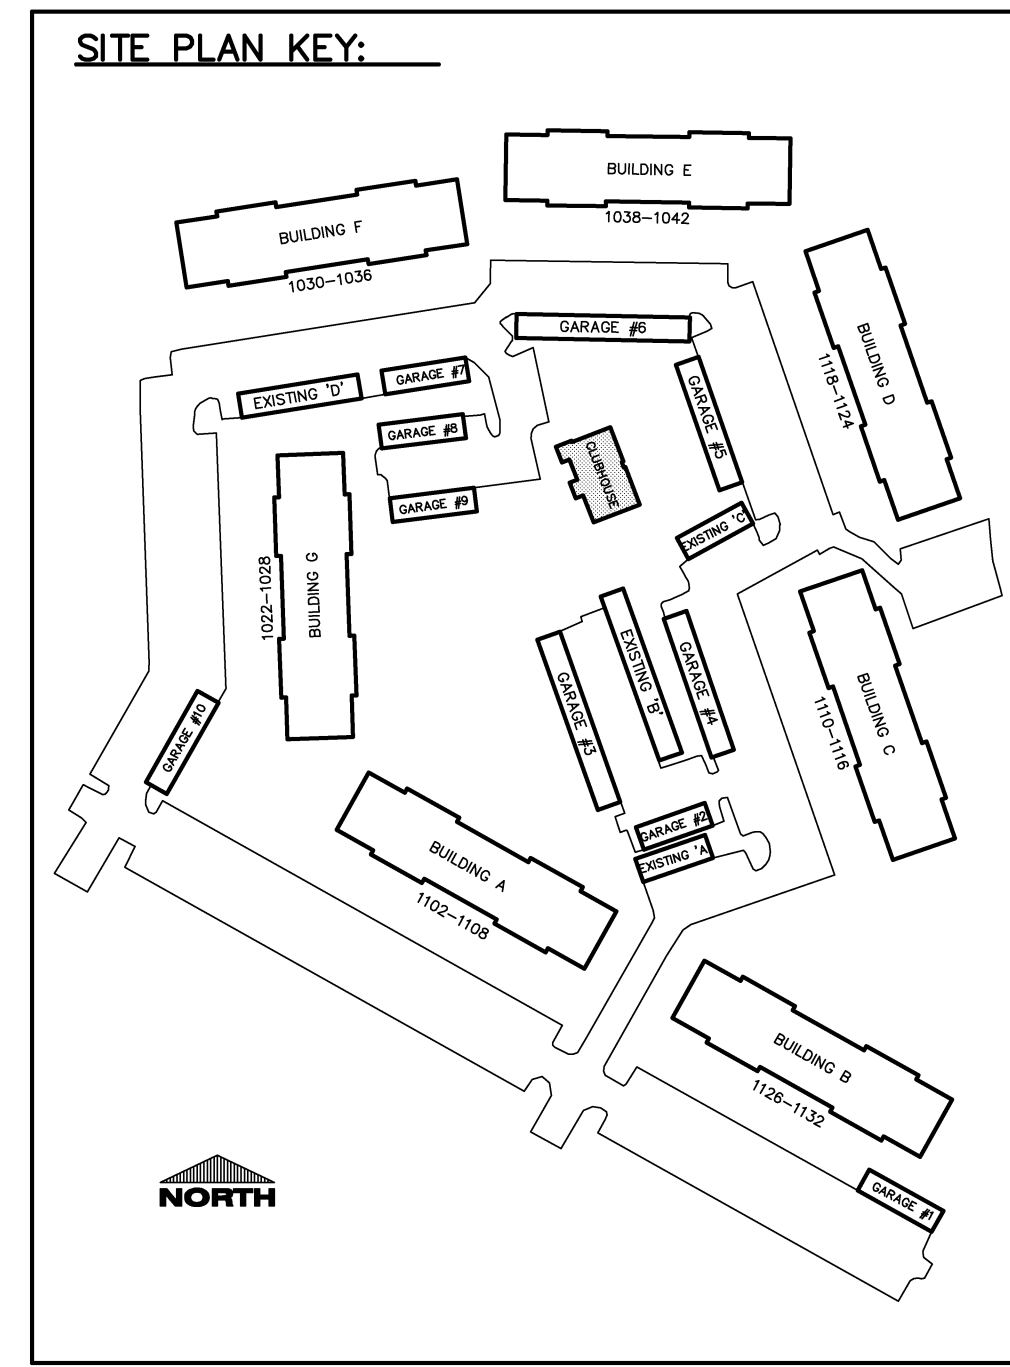 SITE PLAN KEY:
BUILDING E
1038-1042
BUILDING F
1030-1036
BUILDING D
1118-1124
GARAGE #6
GARAGE #7
EXISTING 'D'
GARAGE #8
GARAGE #5
CLUBHOUSE
GARAGE #9
EXISTING 'C'
BUILDING G
1022-1028
EXISTING 'B'
GARAGE #4
GARAGE #3
BUILDING C
1110-1116
GARAGE #10
GARAGE #2
EXISTING 'A
BUILDING A
1102-1108
BUILDING B
1126-1132
GARAGE #1
NORTH